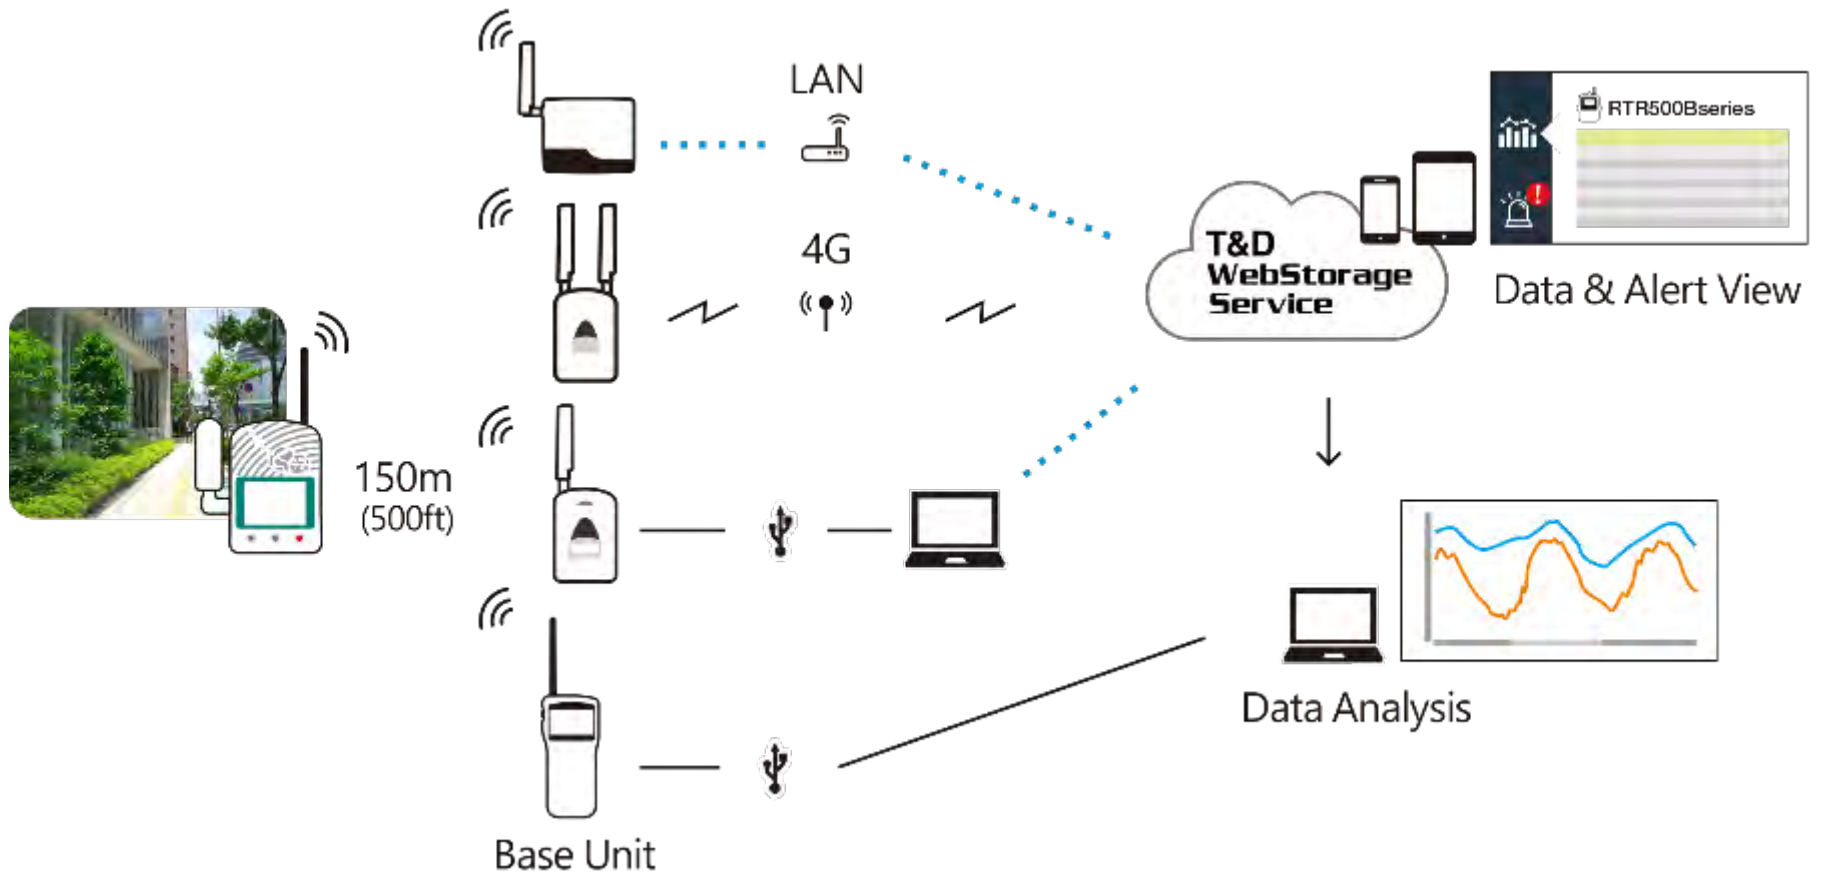 LAN
RTR500Bseries
4G
T&D
WebStorage
Service
Data & Alert View
150m
(500ft)
Data Analysis
Base Unit